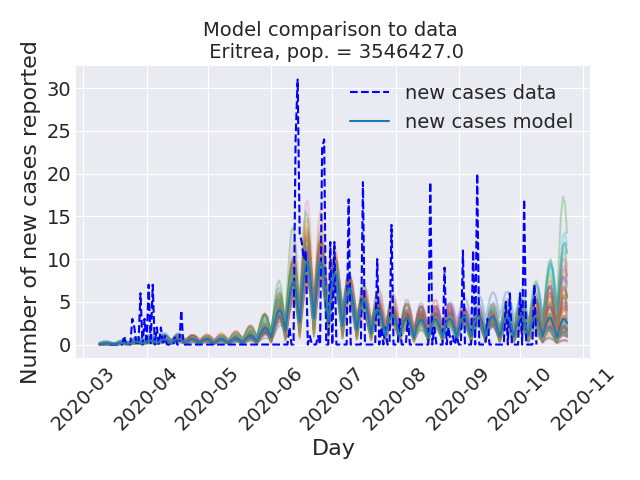 Model comparison to data
Eritrea, pop. = 3546427.0
Number of new cases reported
30
25
20
15
10
5
0
new cases data
new cases model
2020-03
2020-04
2020-05
2020-06
2020-07
2020-08
2020-09
2020-10
2020-11
Day